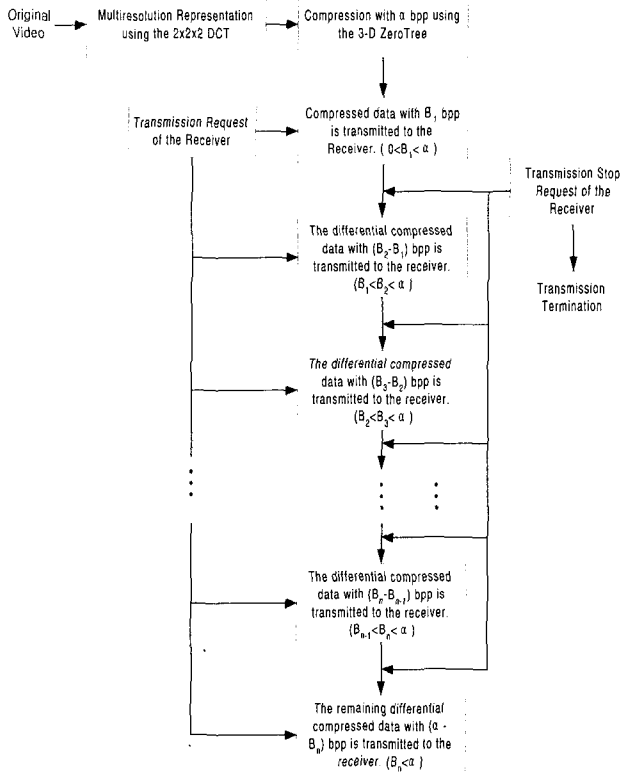 Original
Video
Multiresolution Representation
using the 2x2x2 DCT
Compression with α bpp using
the 3-D ZeroTree
Transmission Request
of the Receiver
Compressed data with B1 bpp
is transmitted to the
Receiver. ( 0<B1< α )
Transmission Stop
Request of the
Receiver
Transmission
Termination
The differential compressed
data with (B2-B1) bpp is
transmitted to the receiver.
(B1<B2< α )
The differential compressed
data with (B3-B2) bpp is
transmitted to the receiver.
(B2<B3< α )
The differential compressed
data with (Bn-Bn-1) bpp is
transmitted to the receiver.
(Bn-1<Bn< α )
The remaining differential
compressed data with (α -
Bn) bpp is transmitted to the
receiver. (Bn<α )